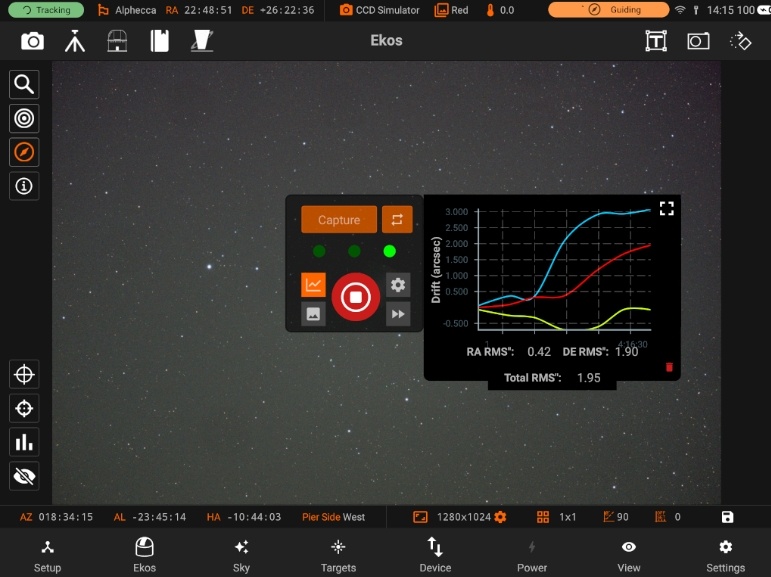 Tracking Alphecca RA 22:48:51 DE +26:22:36 CCD Simulator Red 0.0 Guiding 14:15 100
Ekos
T
Capture
3.000
2.500
2.000
1.500
1.000
0.500
-0.500
Drift (arcsec)
4:16:30
RA RMS": 0.42 DE RMS": 1.90
Total RMS": 1.95
AZ 018:34:15 AL -23:45:14 HA -10:44:03 Pier Side West 1280x1024 1x1 90 0
Setup Ekos Sky Targets Device Power View Settings